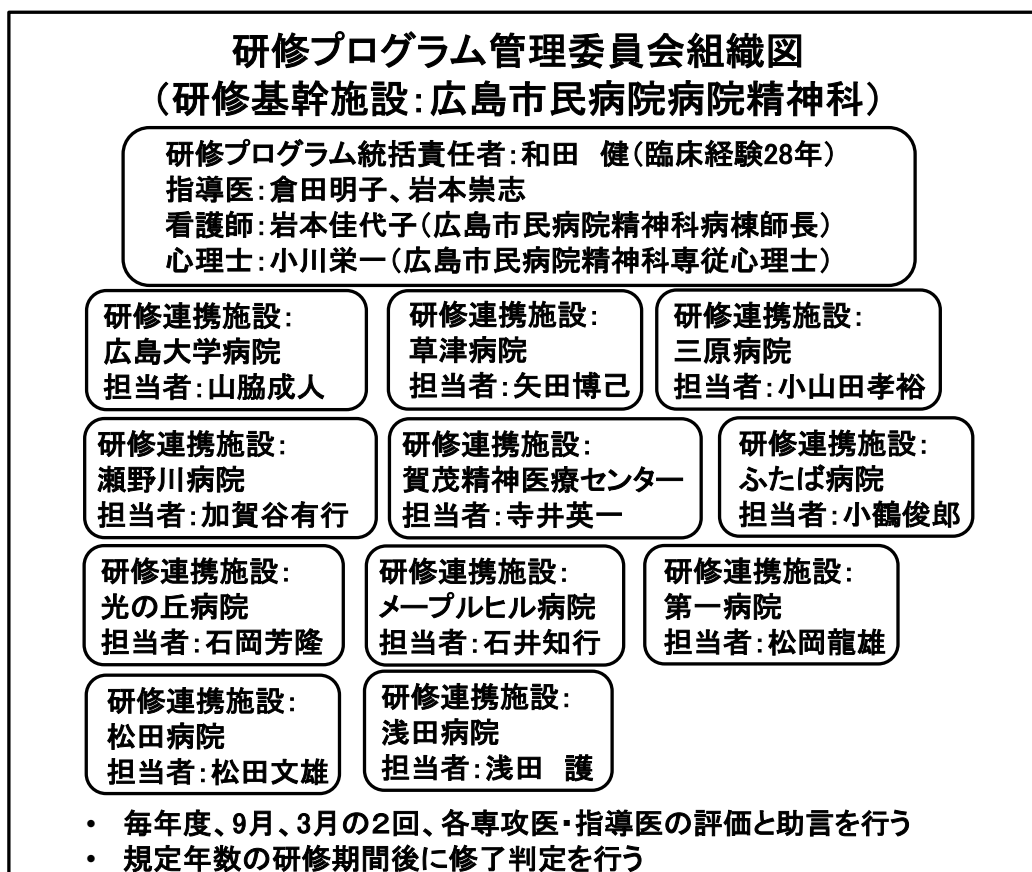 研修プログラム管理委員会組織図
（研修基幹施設：広島市民病院病院精神科）
研修プログラム統括責任者：和田　健（臨床経験28年）
指導医：倉田明子、岩本崇志
看護師：岩本佳代子（広島市民病院精神科病棟師長）
心理士：小川栄一（広島市民病院精神科専従心理士）
研修連携施設：
広島大学病院
担当者：山脇成人
研修連携施設：
草津病院
担当者：矢田博己
研修連携施設：
三原病院
担当者：小山田孝裕
研修連携施設：
瀬野川病院
担当者：加賀谷有行
研修連携施設：
賀茂精神医療センター
担当者：寺井英一
研修連携施設：
ふたば病院
担当者：小鶴俊郎
研修連携施設：
光の丘病院
担当者：石岡芳隆
研修連携施設：
メープルヒル病院
担当者：石井知行
研修連携施設：
第一病院
担当者：松岡龍雄
研修連携施設：
松田病院
担当者：松田文雄
研修連携施設：
浅田病院
担当者：浅田　護
・ 毎年度、9月、3月の２回、各専攻医・指導医の評価と助言を行う
・ 規定年数の研修期間後に修了判定を行う